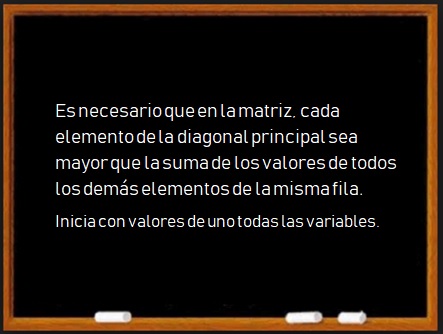 Es necesario que en la matriz, cada
elemento de la diagonal principal sea
mayor que la suma de los valores de todos
los demás elementos de la misma fila.
Inicia con valores de uno todas las variables.